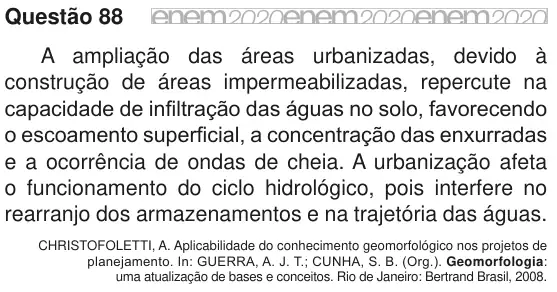 Questão 88 enem2020enem2020enem2020
A ampliação das áreas urbanizadas, devido à
construção de áreas impermeabilizadas, repercute na
capacidade de infiltração das águas no solo, favorecendo
o escoamento superficial, a concentração das enxurradas
e a ocorrência de ondas de cheia. A urbanização afeta
o funcionamento do ciclo hidrológico, pois interfere no
rearranjo dos armazenamentos e na trajetória das águas.
CHRISTOFOLETTI, A. Aplicabilidade do conhecimento geomorfológico nos projetos de
planejamento. In: GUERRA, A. J. T.; CUNHA, S. B. (Org.). Geomorfologia:
uma atualização de bases e conceitos. Rio de Janeiro: Bertrand Brasil, 2008.